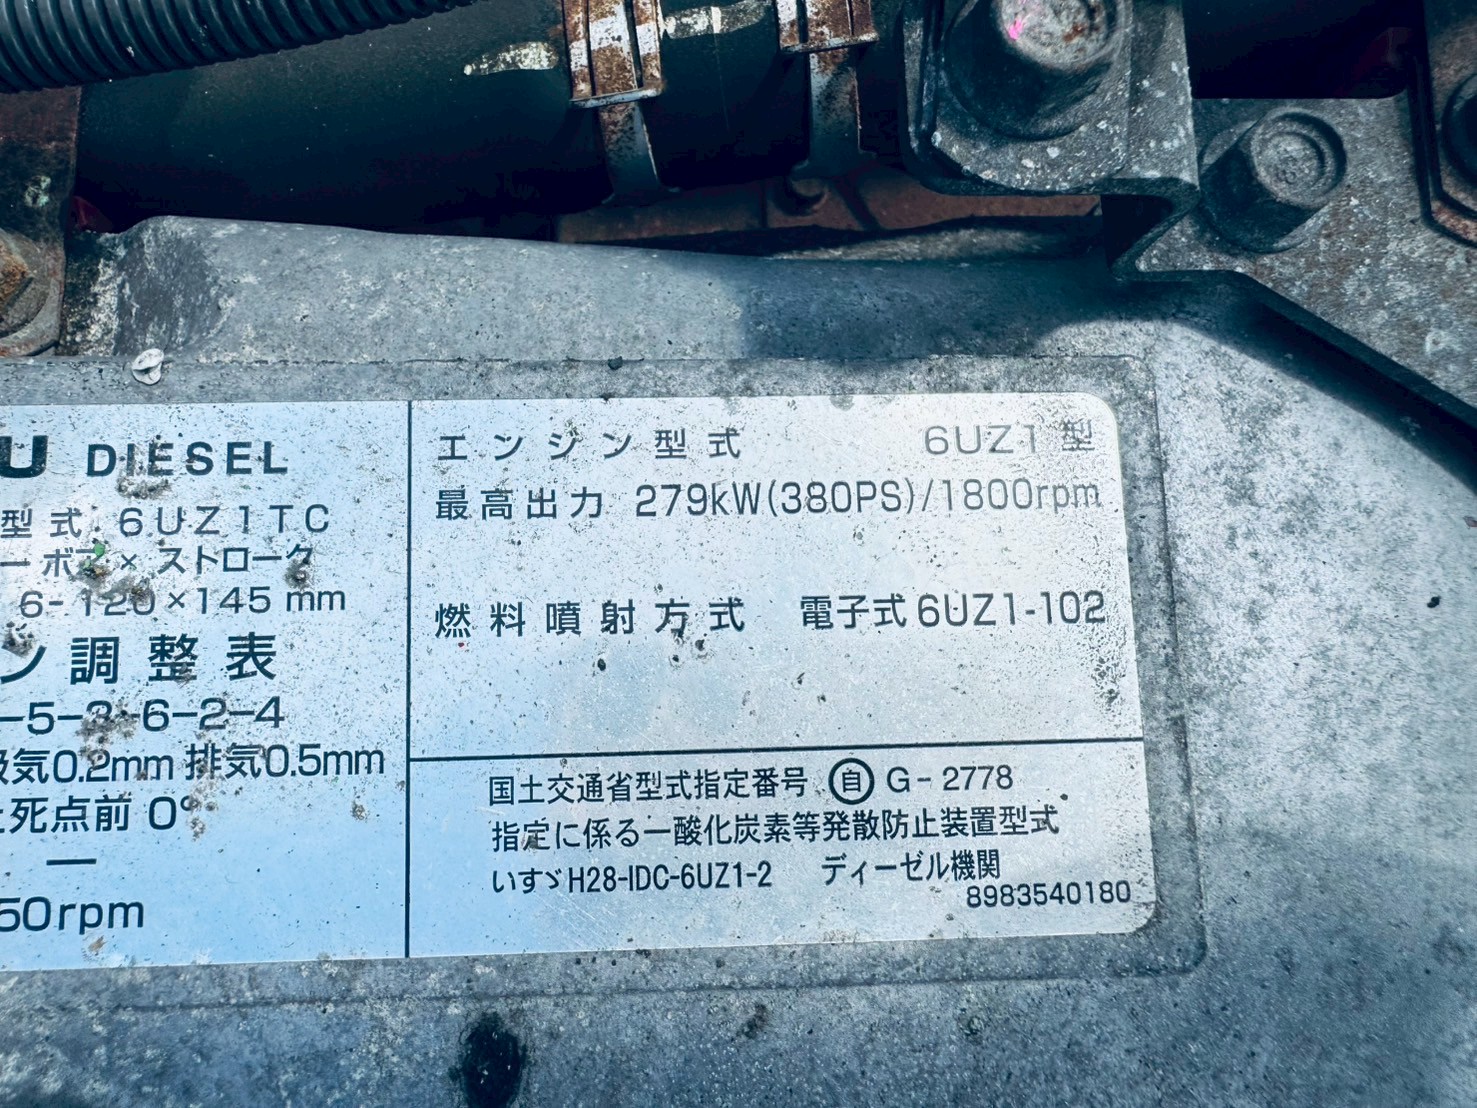 U DIESEL
型式 6UZ1TC
ーボア × ストローク
6-120×145 mm
ン調整表
-5-3-6-2-4
吸気0.2mm 排気0.5mm
上死点前 0°
—
50rpm
エンジン型式 6UZ1型
最高出力 279kW(380PS)/1800rpm
燃料噴射方式 電子式6UZ1-102
国土交通省型式指定番号 自 G-2778
指定に係る一酸化炭素等発散防止装置型式
いすゞH28-IDC-6UZ1-2 ディーゼル機関
8983540180